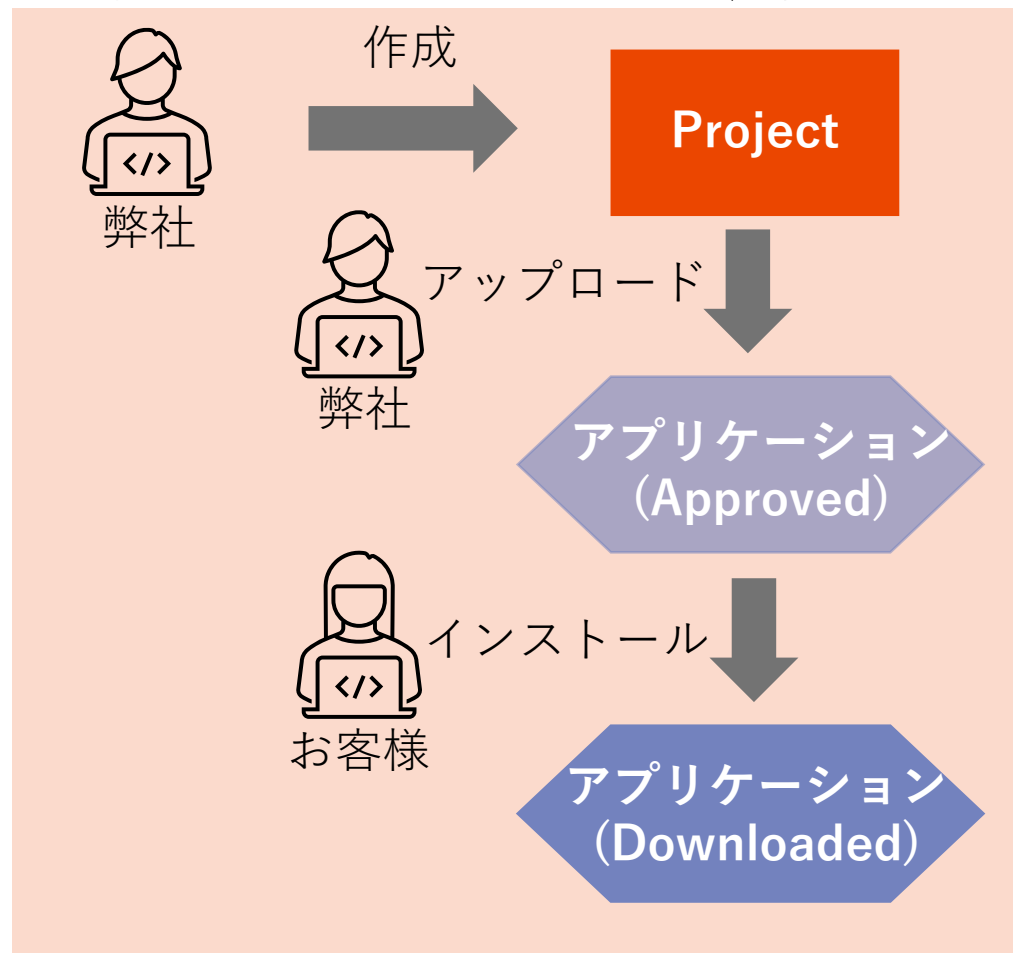 作成
Project
</>
弊社
アップロード
</>
弊社
アプリケーション
(Approved)
インストール
</>
お客様
アプリケーション
(Downloaded)